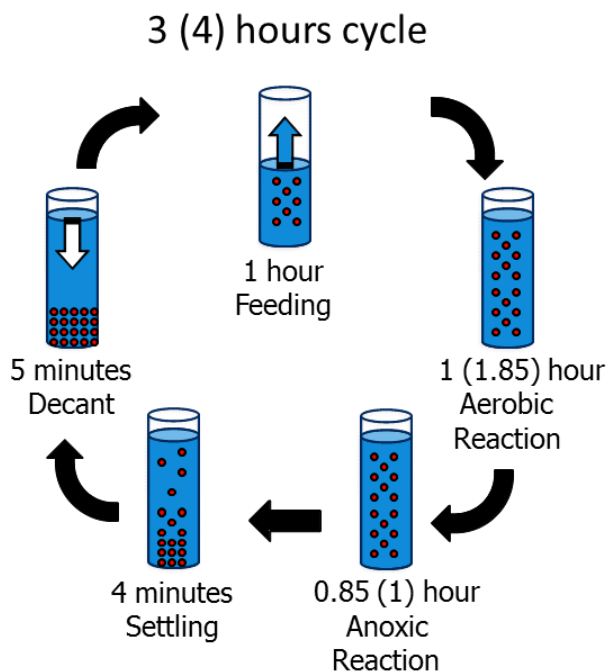 3 (4) hours cycle
1 hour
Feeding
1 (1.85) hour
Aerobic
Reaction
0.85 (1) hour
Anoxic
Reaction
4 minutes
Settling
5 minutes
Decant